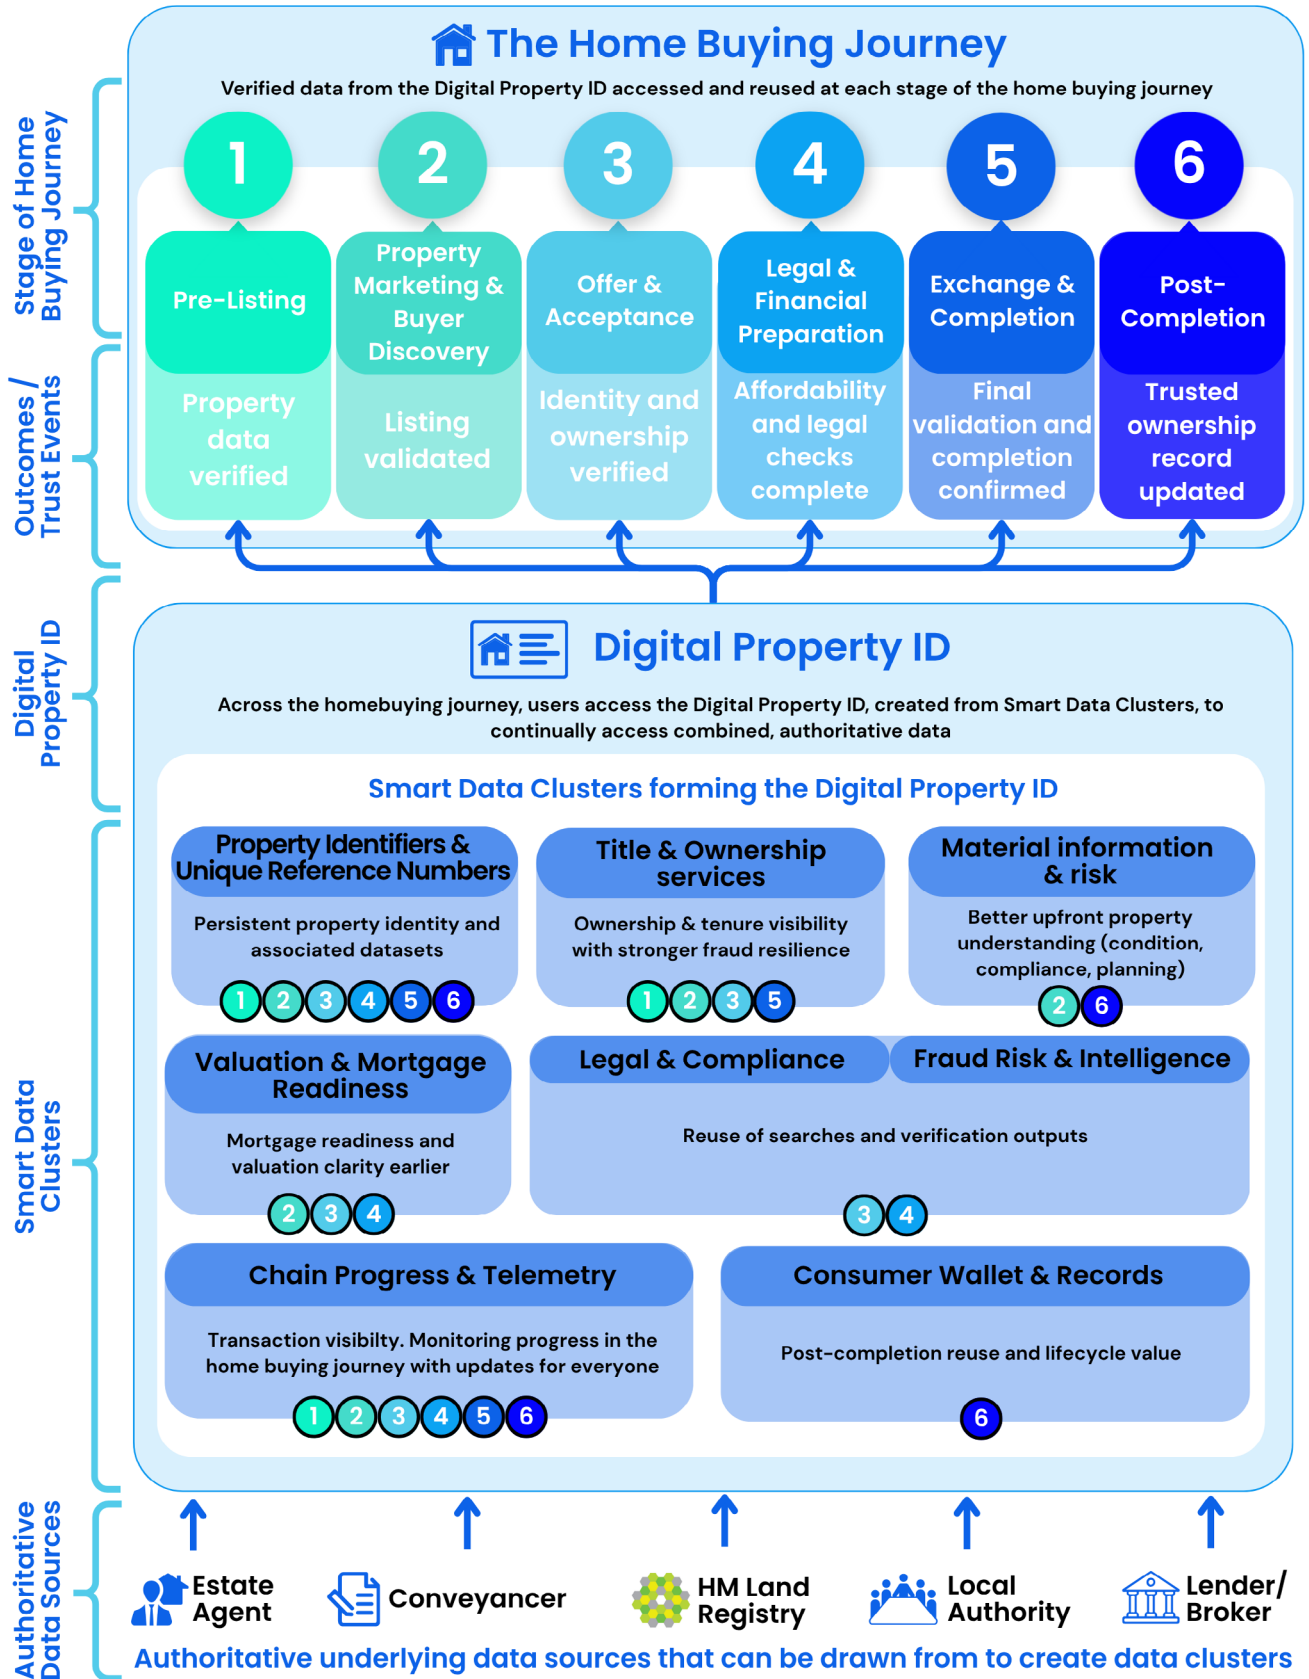 The Home Buying Journey
Verified data from the Digital Property ID accessed and reused at each stage of the home buying journey
Stage of Home
Buying Journey
1
2
3
4
5
6
Pre-Listing
Property
Marketing &
Buyer
Discovery
Offer &
Acceptance
Legal &
Financial
Preparation
Exchange &
Completion
Post-
Completion
Outcomes /
Trust Events
Property
data
verified
Listing
validated
Identity and
ownership
verified
Affordability
and legal
checks
complete
Final
validation and
completion
confirmed
Trusted
ownership
record
updated
Digital
Property ID
Digital Property ID
Across the homebuying journey, users access the Digital Property ID, created from Smart Data Clusters, to
continually access combined, authoritative data
Smart Data Clusters forming the Digital Property ID
Smart Data
Clusters
Property Identifiers &
Unique Reference Numbers
Persistent property identity and
associated datasets
1 2 3 4 5 6
Title & Ownership
services
Ownership & tenure visibility
with stronger fraud resilience
1 2 3 5
Material information
& risk
Better upfront property
understanding (condition,
compliance, planning)
2 6
Valuation & Mortgage
Readiness
Mortgage readiness and
valuation clarity earlier
2 3 4
Legal & Compliance
Fraud Risk & Intelligence
Reuse of searches and verification outputs
3 4
Chain Progress & Telemetry
Transaction visibilty. Monitoring progress in the
home buying journey with updates for everyone
1 2 3 4 5 6
Consumer Wallet & Records
Post-completion reuse and lifecycle value
6
Authoritative
Data Sources
Estate
Agent
Conveyancer
HM Land
Registry
Local
Authority
Lender/
Broker
Authoritative underlying data sources that can be drawn from to create data clusters